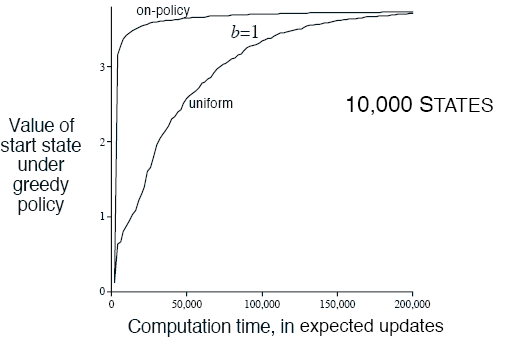 on-policy
b=1
uniform
10,000 STATES
Value of
start state
under
greedy
policy
3
2
1
0
0
50,000
100,000
150,000
200,000
Computation time, in expected updates